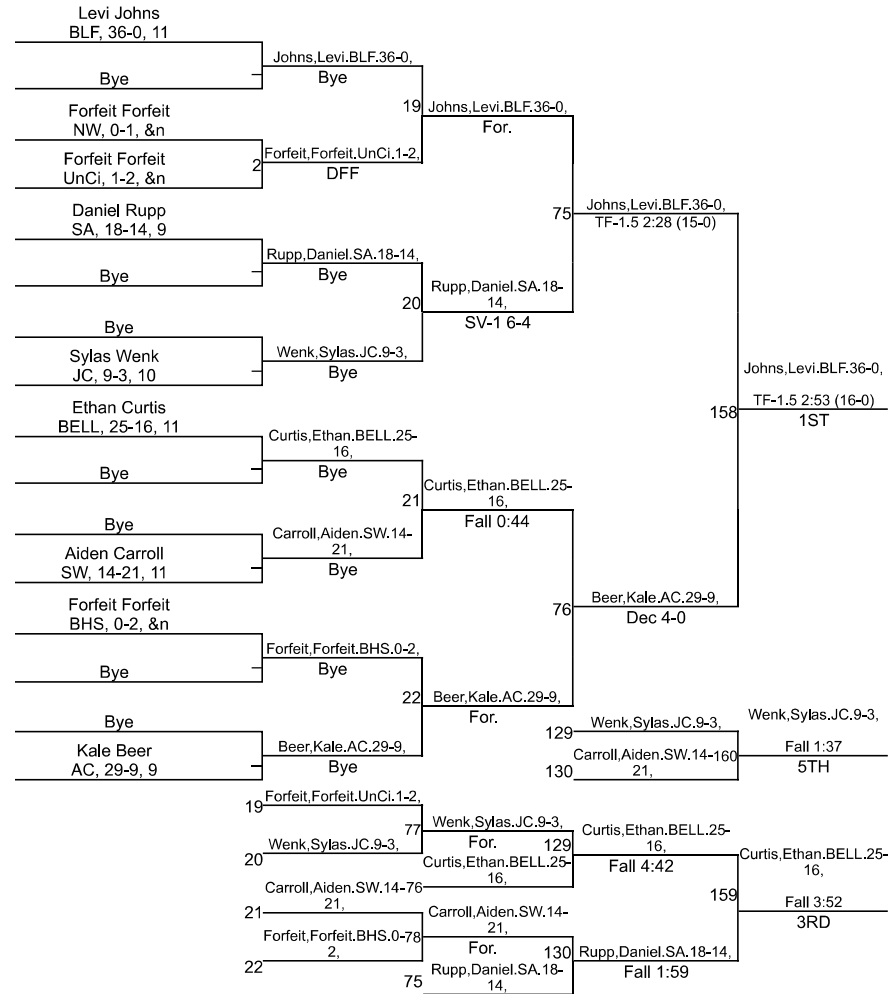 Levi Johns
BLF, 36-0, 11
Johns,Levi.BLF.36-0,
Bye
Bye
19
Johns,Levi.BLF.36-0,
For.
Forfeit Forfeit
NW, 0-1, &n
Forfeit Forfeit
UnCi, 1-2, &n
2
Forfeit,Forfeit.UnCi.1-2,
DFF
75
Johns,Levi.BLF.36-0,
TF-1.5 2:28 (15-0)
Daniel Rupp
SA, 18-14, 9
Rupp,Daniel.SA.18-14,
Bye
Bye
20
Rupp,Daniel.SA.18-
14,
SV-1 6-4
Bye
Sylas Wenk
JC, 9-3, 10
Wenk,Sylas.JC.9-3,
Bye
158
Johns,Levi.BLF.36-0,
TF-1.5 2:53 (16-0)
1ST
Ethan Curtis
BELL, 25-16, 11
Curtis,Ethan.BELL.25-
16,
Bye
Bye
21
Curtis,Ethan.BELL.25-
16,
Fall 0:44
Bye
Aiden Carroll
SW, 14-21, 11
Carroll,Aiden.SW.14-
21,
Bye
76
Beer,Kale.AC.29-9,
Dec 4-0
Forfeit Forfeit
BHS, 0-2, &n
Forfeit,Forfeit.BHS.0-2,
Bye
Bye
22
Beer,Kale.AC.29-9,
For.
Bye
Kale Beer
AC, 29-9, 9
Beer,Kale.AC.29-9,
Bye
129
Wenk,Sylas.JC.9-3,
130
Carroll,Aiden.SW.14-
21,
160
Wenk,Sylas.JC.9-3,
Fall 1:37
5TH
19
Forfeit,Forfeit.UnCi.1-2,
20
Wenk,Sylas.JC.9-3,
77
Wenk,Sylas.JC.9-3,
For.
129
Curtis,Ethan.BELL.25-
16,
76
Curtis,Ethan.BELL.25-
16,
Fall 4:42
21
Carroll,Aiden.SW.14-
21,
22
Forfeit,Forfeit.BHS.0-
2,
78
Carroll,Aiden.SW.14-
21,
For.
130
Rupp,Daniel.SA.18-14,
Fall 1:59
75
Rupp,Daniel.SA.18-
14,
159
Curtis,Ethan.BELL.25-
16,
Fall 3:52
3RD